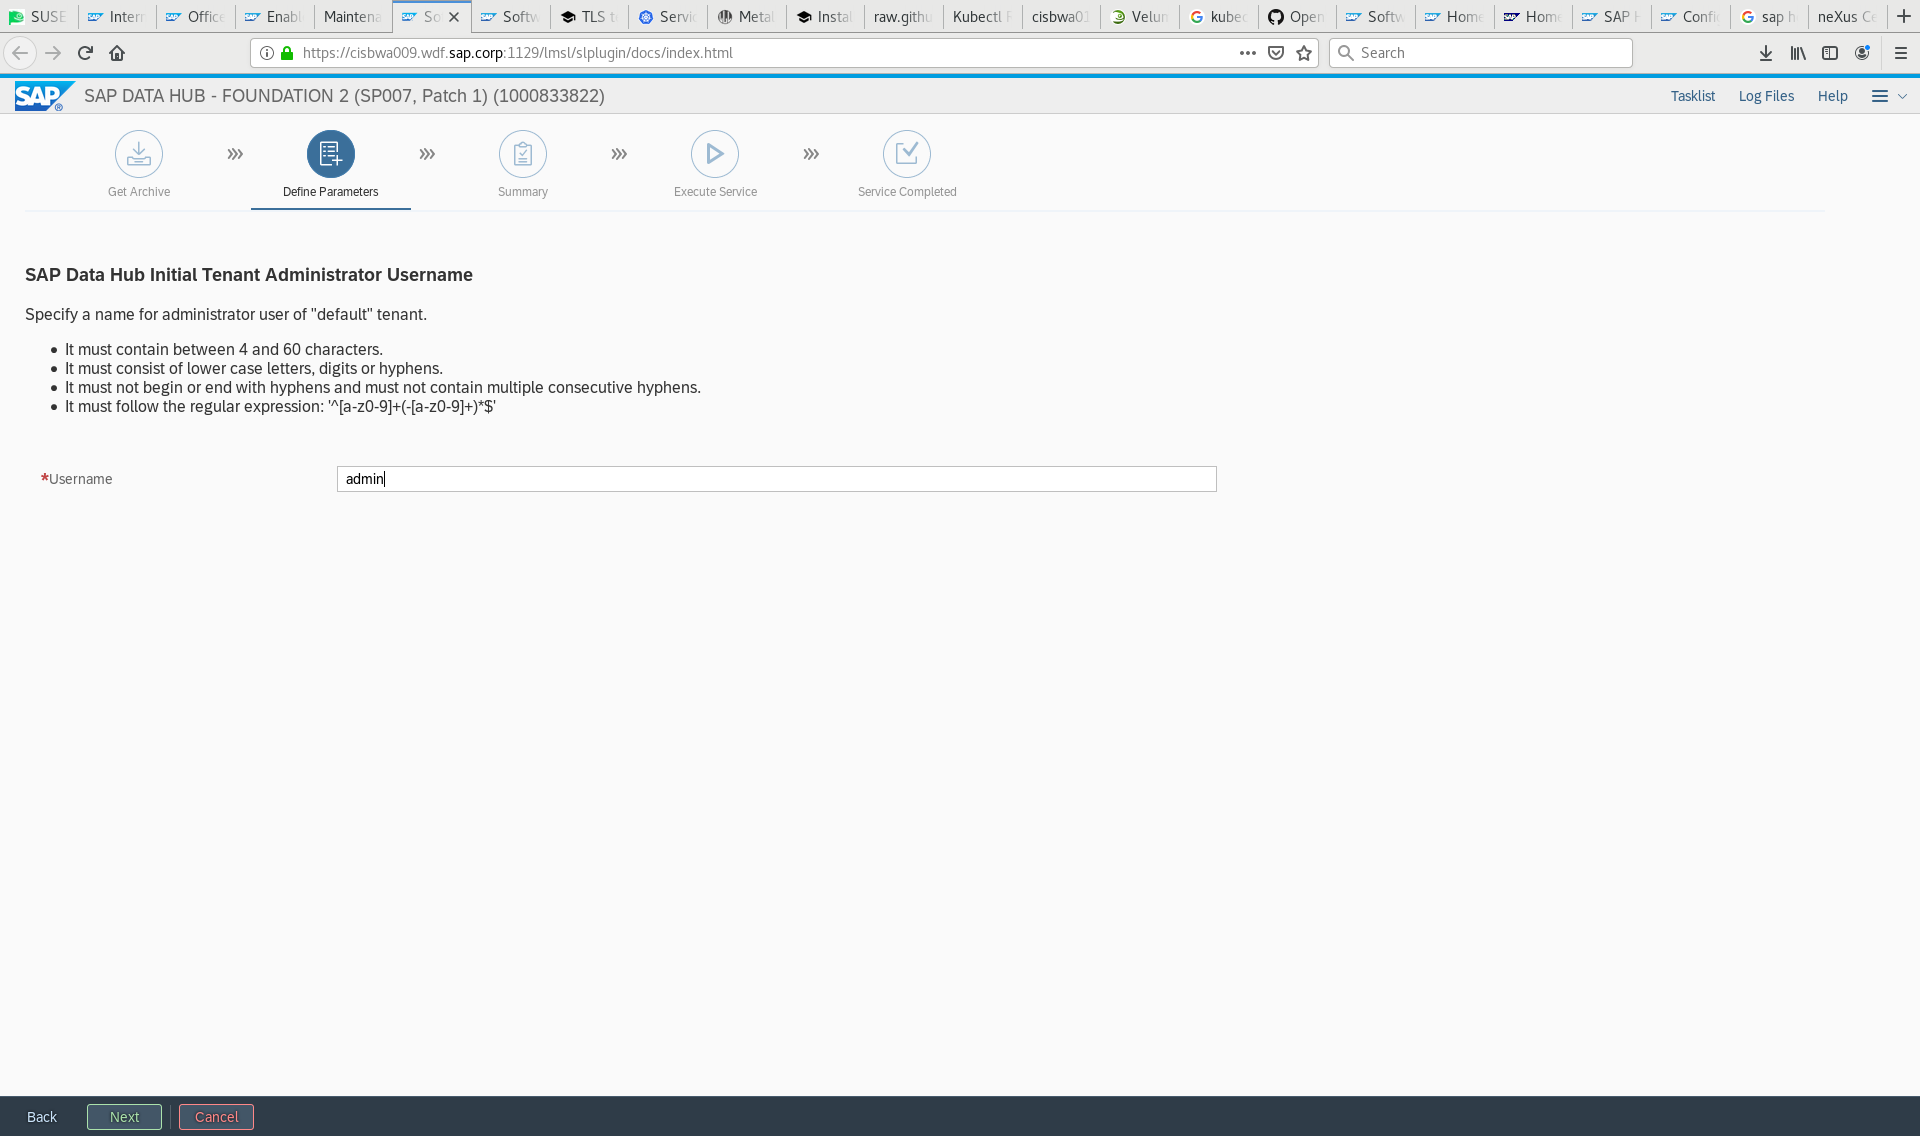 SUSE Intern Office Enabl Maintena So Softw TLS t Servic Metal Instal raw.githu Kubectl cisbwa01 Velun kubec Open Softw Home Home SAP H Confi sap h neXus Ce
https://cisbwa009.wdf.sap.corp:1129/lmsl/slplugin/docs/index.html
Search
SAP SAP DATA HUB - FOUNDATION 2 (SP007, Patch 1) (1000833822) Tasklist Log Files Help
Get Archive Define Parameters Summary Execute Service Service Completed
SAP Data Hub Initial Tenant Administrator Username
Specify a name for administrator user of "default" tenant.
• It must contain between 4 and 60 characters.
• It must consist of lower case letters, digits or hyphens.
• It must not begin or end with hyphens and must not contain multiple consecutive hyphens.
• It must follow the regular expression: '^[a-z0-9]+(-[a-z0-9]+)*$'
*Username admin
Back Next Cancel